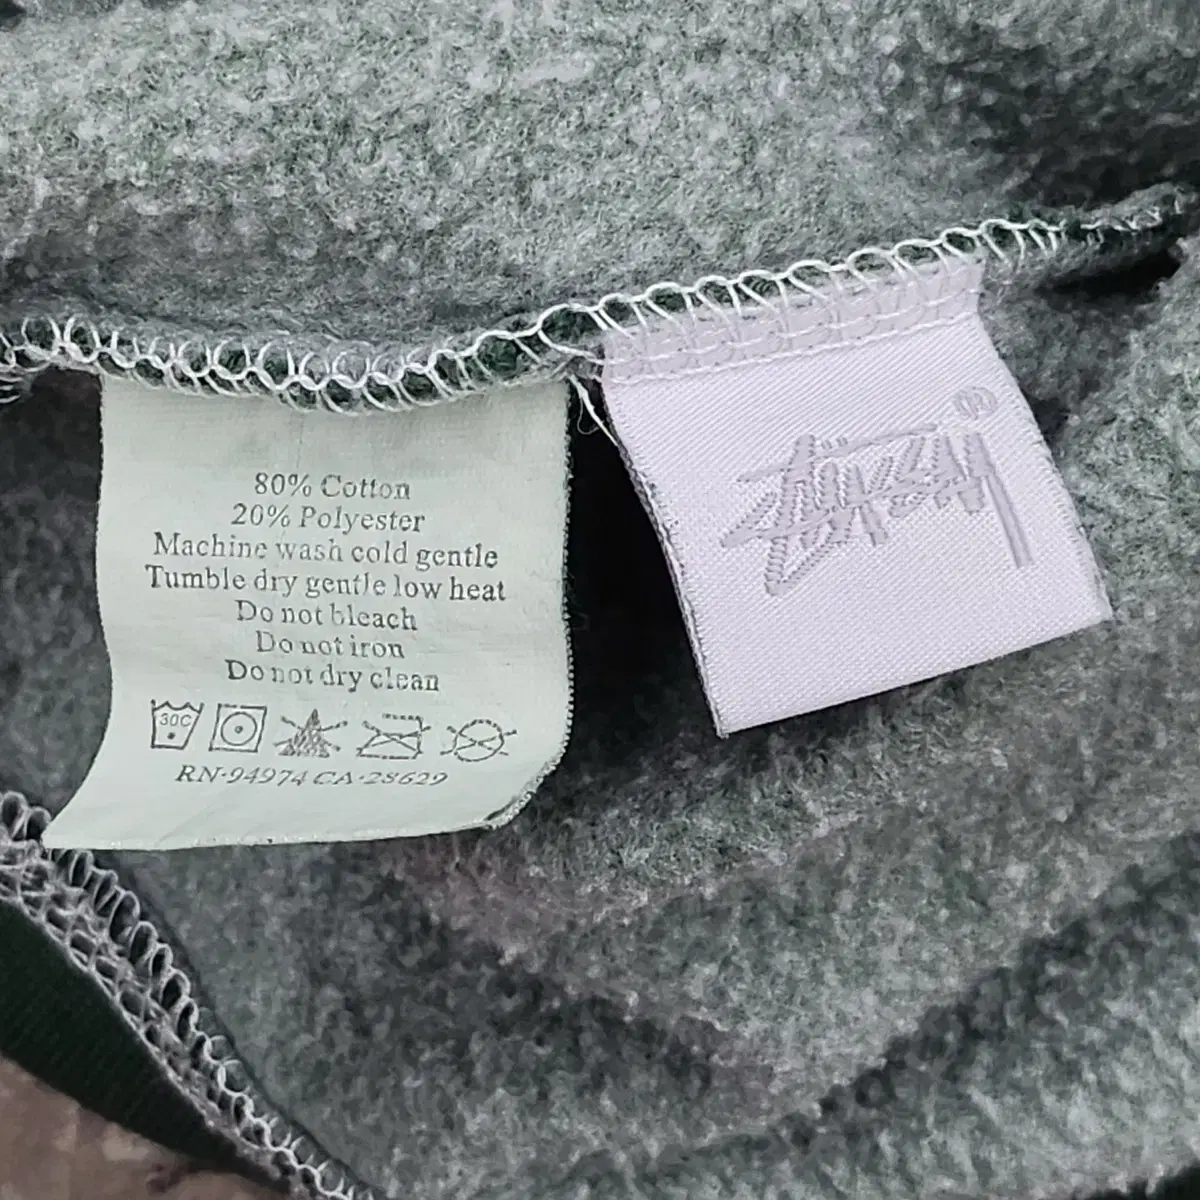 80% Cotton
20% Polyester
Machine wash cold gentle
Tumble dry gentle low heat
Do not bleach
Do not iron
Do not dry clean
30C
RN·94974 CA·28629
Stüssy®